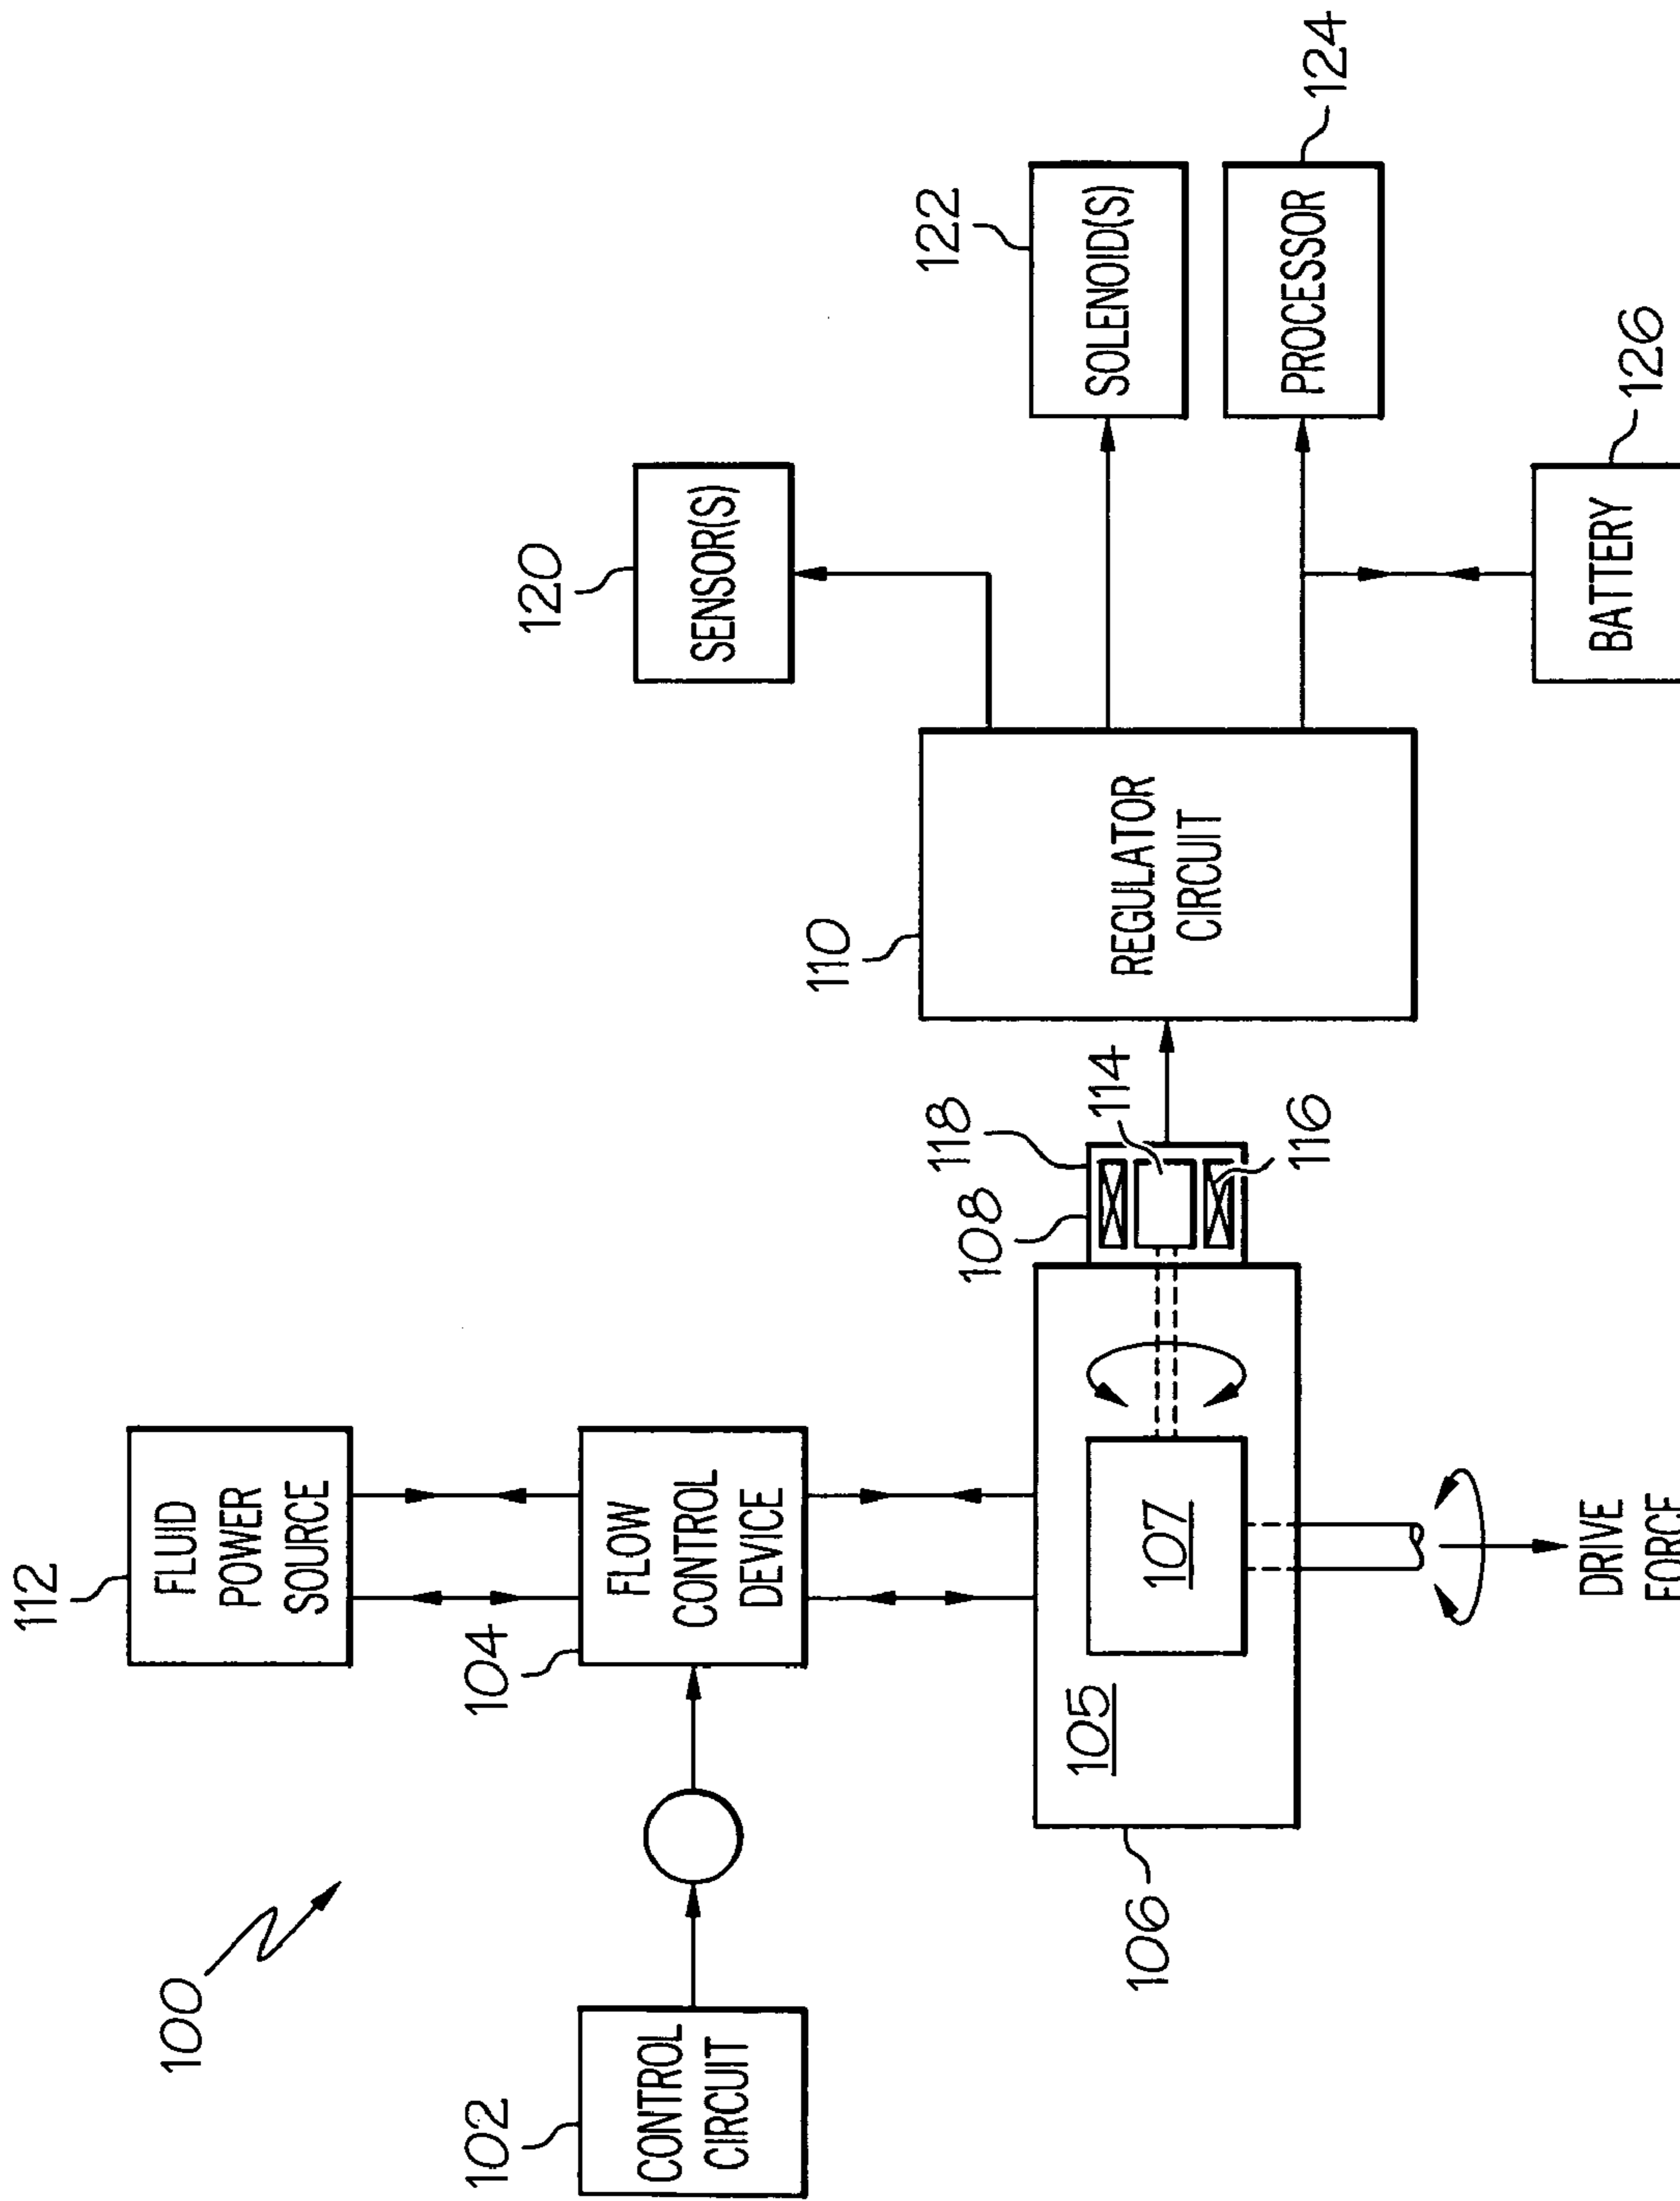 100
112
FLUID
POWER
SOURCE
102
CONTROL
CIRCUIT
104
FLOW
CONTROL
DEVICE
120
SENSOR(S)
106
105
107
108
118
114
116
110
REGULATOR
CIRCUIT
122
SOLENOID(S)
124
PROCESSOR
126
BATTERY
DRIVE
FORCE